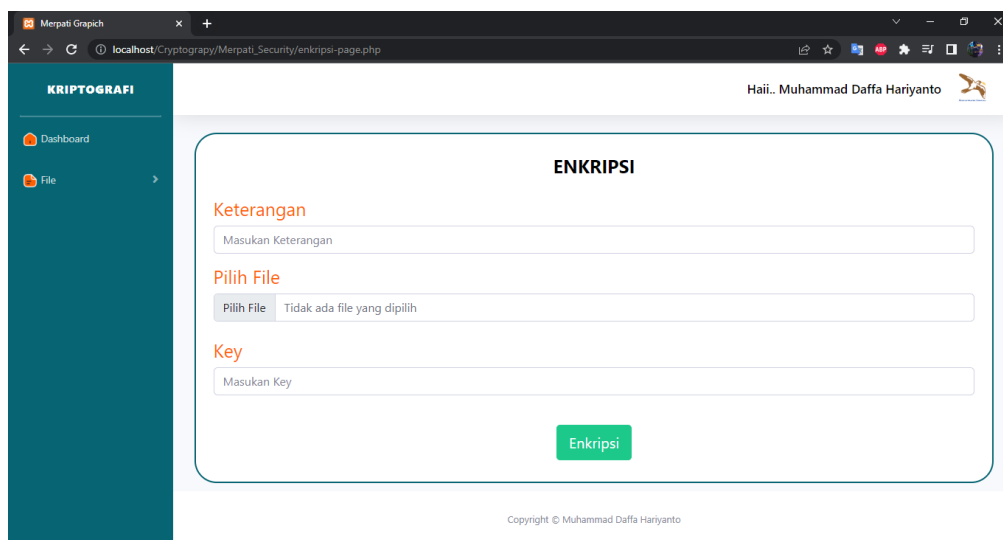 Merpati Grapich
localhost/Cryptograpy/Merpati_Security/enkripsi-page.php
ABP
KRIPTOGRAFI
Haii.. Muhammad Daffa Hariyanto
Dashboard
File
ENKRIPSI
Keterangan
Masukan Keterangan
Pilih File
Pilih File Tidak ada file yang dipilih
Key
Masukan Key
Enkripsi
Copyright © Muhammad Daffa Hariyanto